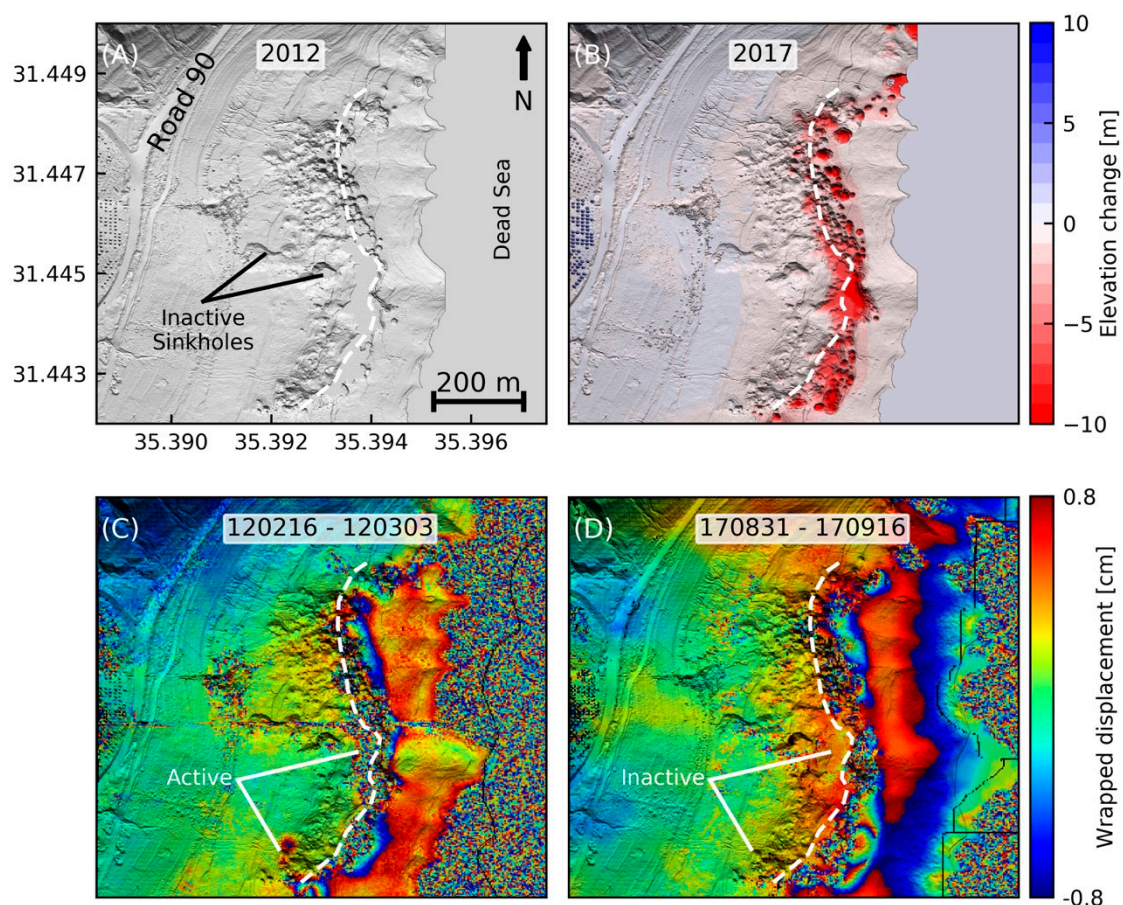 (A)
2012
Road 90
N
Dead Sea
Inactive
Sinkholes
200 m
31.449
31.447
31.445
31.443
35.390 35.392 35.394 35.396
(B)
2017
10
5
0
−5
−10
Elevation change [m]
(C)
120216 - 120303
Active
(D)
170831 - 170916
Inactive
0.8
-0.8
Wrapped displacement [cm]